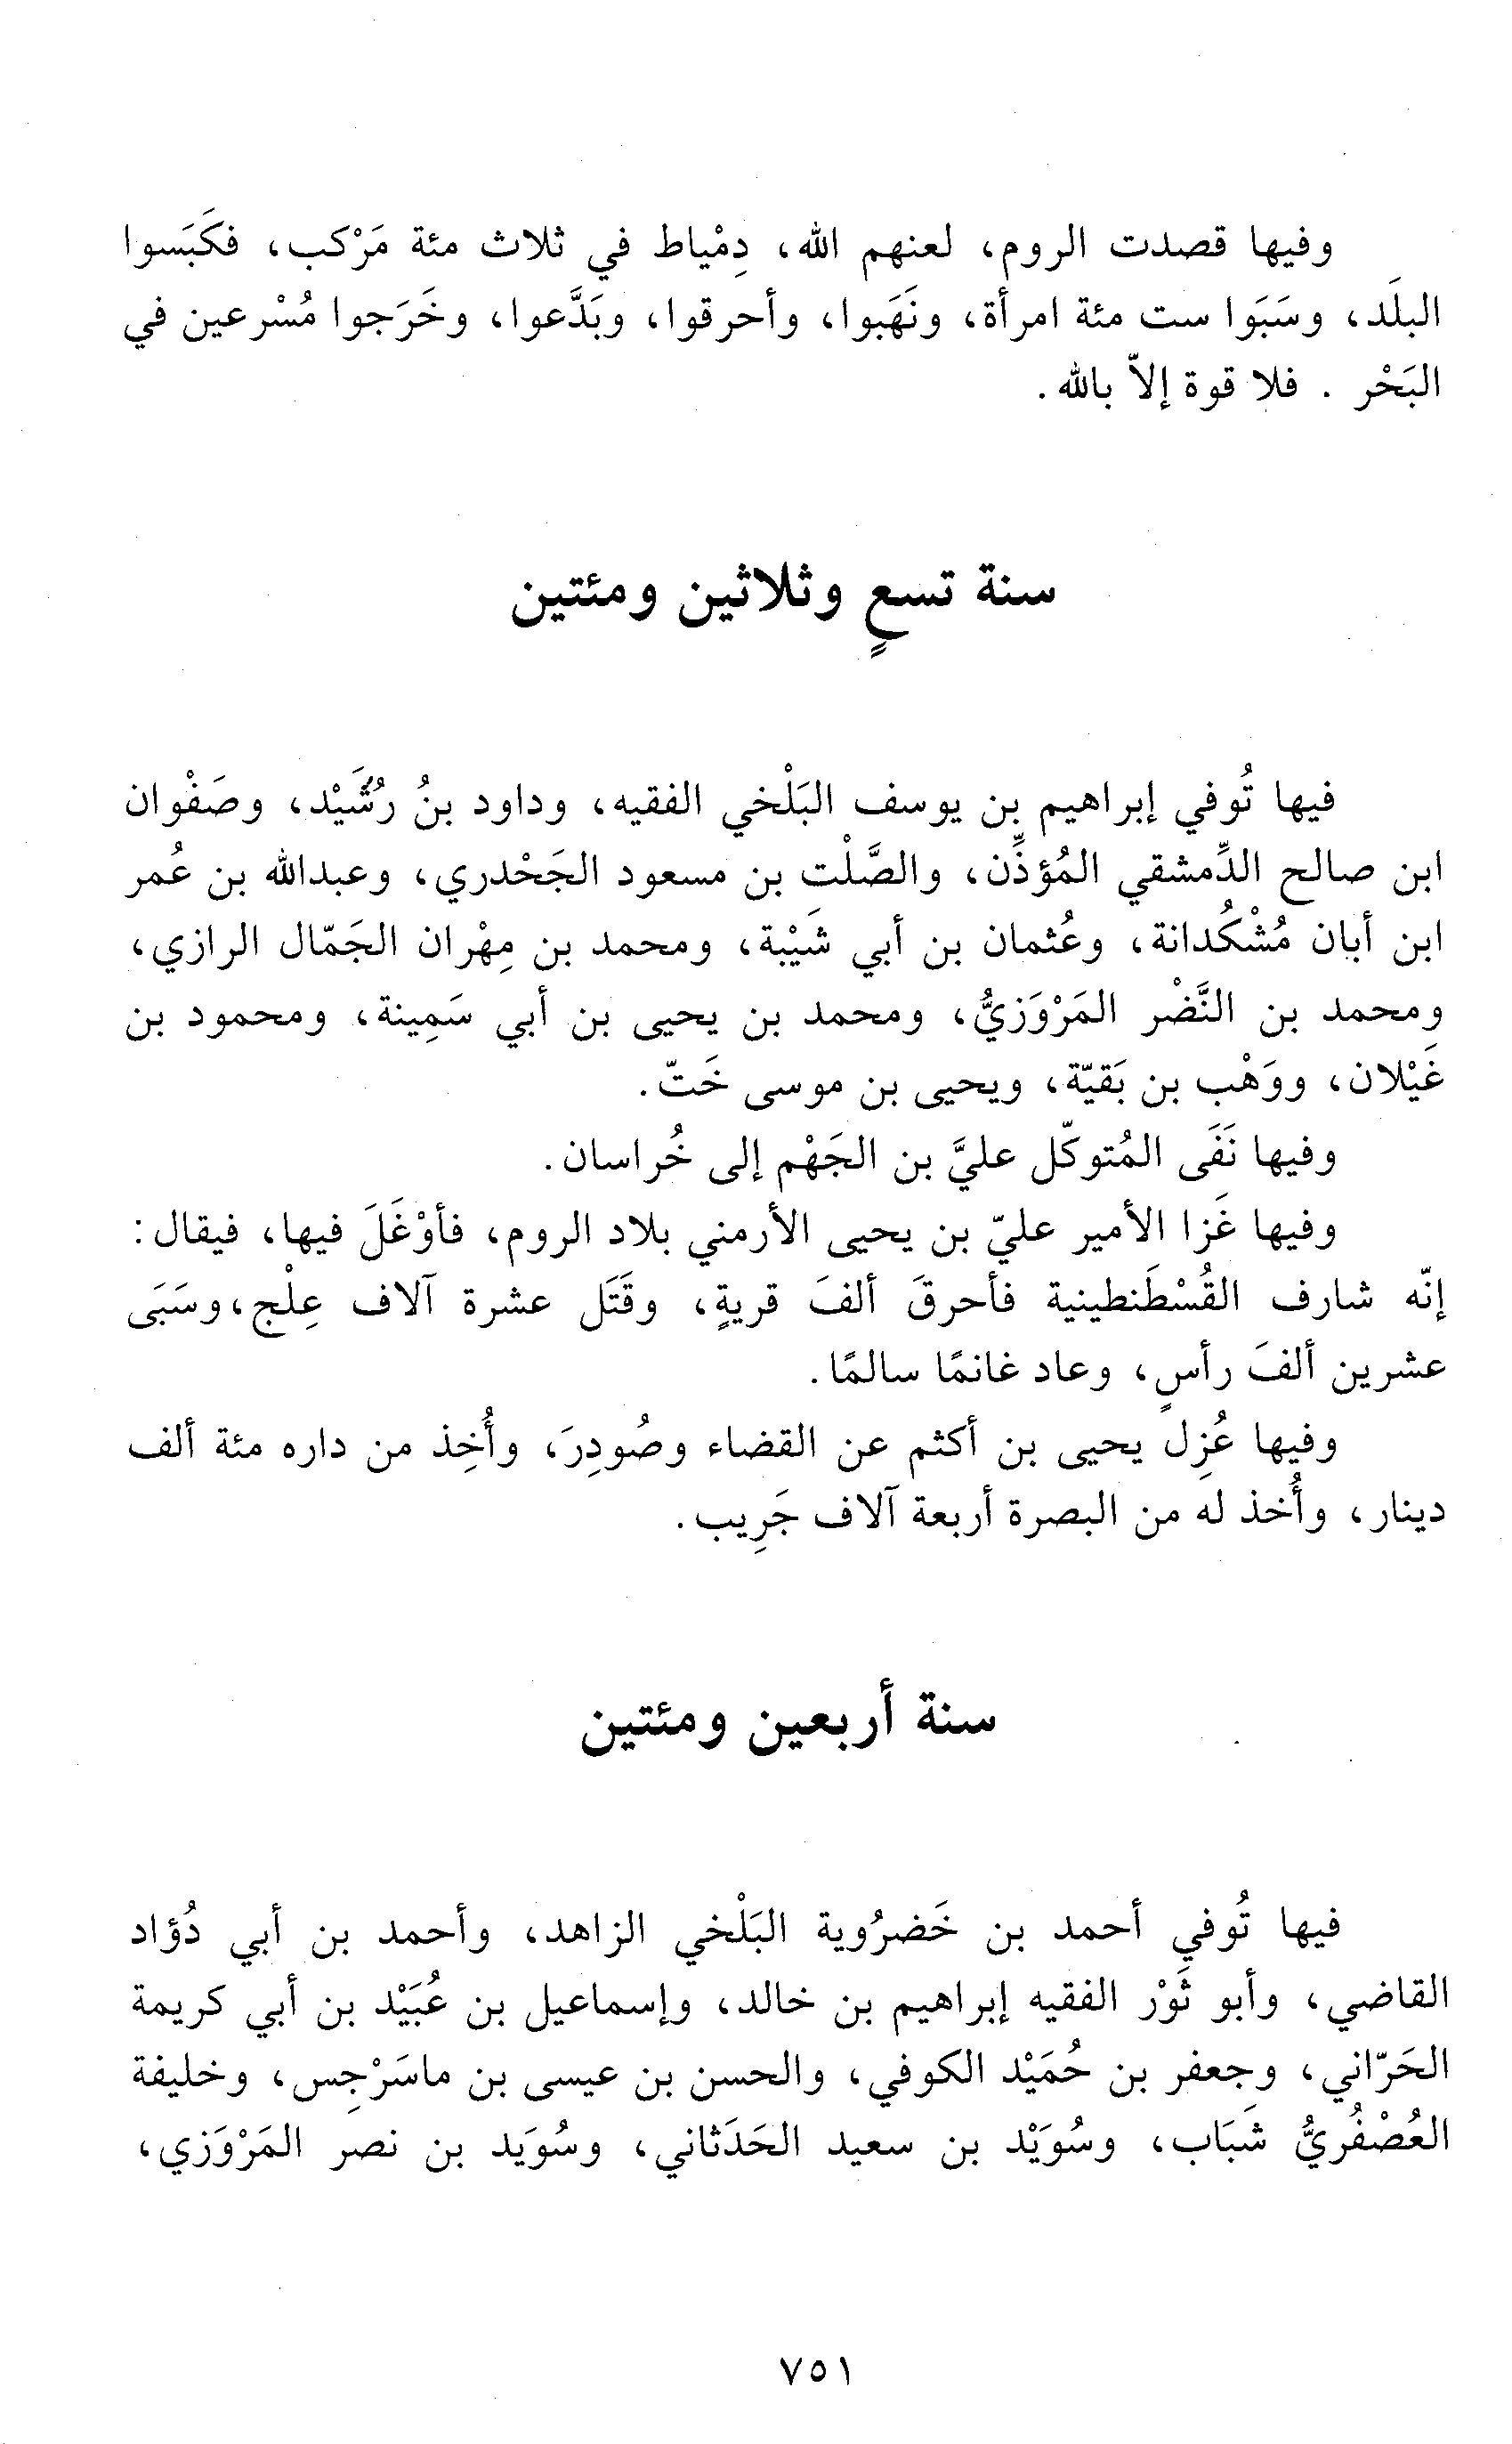 وفيها قصدت الروم، لعنهم الله، دِمْياط في ثلاث مئة مَرْكب، فكَبَسوا
البلَد، وسَبَوا ست مئة امرأة، ونَهَبوا، وأحرقوا، وبَدَّعوا، وخَرَجوا مُسْرعين في
البَحْر . فلا قوة إلاّ بالله.
سنة تسعٍ وثلاثين ومئتين
فيها تُوفي إبراهيم بن يوسف البَلْخي الفقيه، وداود بنُ رُشَيْد، وصَفْوان
ابن صالح الدِّمشقي المُؤذِّن، والصَّلْت بن مسعود الجَحْدري، وعبدالله بن عُمر
ابن أبان مُشْكُدانة، وعُثمان بن أبي شَيْبة، ومحمد بن مِهْران الجَمّال الرازي،
ومحمد بن النَّضْر المَرْوَزيُّ، ومحمد بن يحيى بن أبي سَمِينة، ومحمود بن
غَيْلان، ووَهْب بن بَقيّة، ويحيى بن موسى خَتّ.
وفيها نَفَى المُتوكّل عليَّ بن الجَهْم إلى خُراسان.
وفيها غَزا الأمير عليّ بن يحيى الأرمني بلاد الروم، فأوْغَلَ فيها، فيقال:
إنّه شارف القُسْطَنطينية فأحرقَ ألفَ قريةٍ، وقَتَل عشرة آلاف عِلْج، وسَبَى
عشرين ألفَ رأسٍ، وعاد غانمًا سالمًا.
وفيها عُزِل يحيى بن أكثم عن القضاء وصُودِرَ، وأُخِذ من داره مئة ألف
دينار، وأُخذ له من البصرة أربعة آلاف جَرِيب.
سنة أربعين ومئتين
فيها تُوفي أحمد بن خَضرُوية البَلْخي الزاهد، وأحمد بن أبي دُؤاد
القاضي، وأبو ثَوْر الفقيه إبراهيم بن خالد، وإسماعيل بن عُبَيْد بن أبي كريمة
الحَرّاني، وجعفر بن حُمَيْد الكوفي، والحسن بن عيسى بن ماسَرْجِس، وخليفة
العُصْفُريُّ شَبَاب، وسُوَيْد بن سعيد الحَدَثاني، وسُوَيد بن نصر المَرْوَزي،
٧٥١